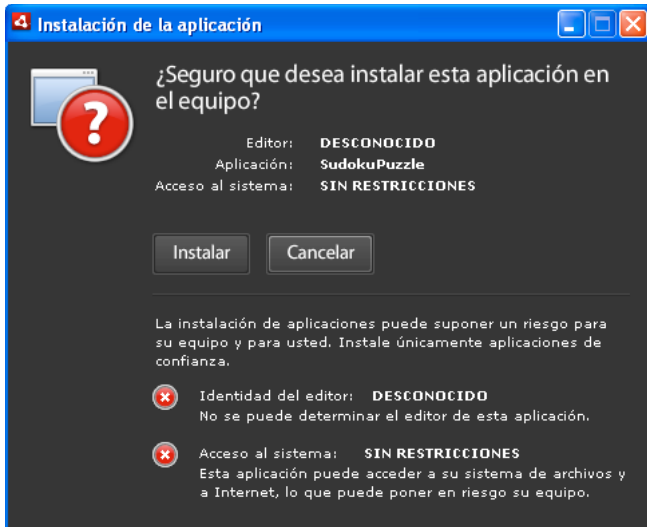 Instalación de la aplicación
¿Seguro que desea instalar esta aplicación en
el equipo?
Editor: DESCONOCIDO
Aplicación: SudokuPuzzle
Acceso al sistema: SIN RESTRICCIONES
Instalar Cancelar
La instalación de aplicaciones puede suponer un riesgo para
su equipo y para usted. Instale únicamente aplicaciones de
confianza.
Identidad del editor: DESCONOCIDO
No se puede determinar el editor de esta aplicación.
Acceso al sistema: SIN RESTRICCIONES
Esta aplicación puede acceder a su sistema de archivos y
a Internet, lo que puede poner en riesgo su equipo.